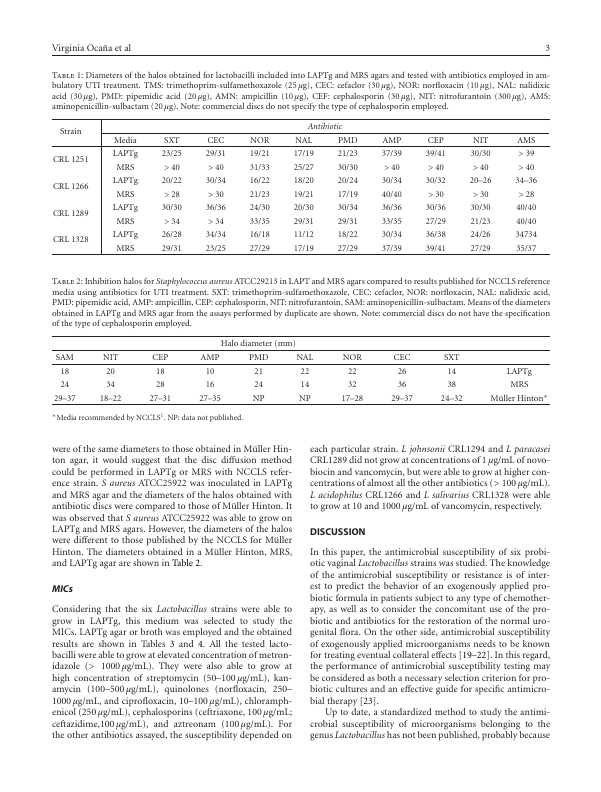 Virginia Ocaña et al 3
Table 1: Diameters of the halos obtained for lactobacilli included into LAPTg and MRS agars and tested with antibiotics employed in am-
bulatory UTI treatment. TMS: trimethoprim-sulfamethoxazole (25 μg), CEC: cefaclor (30 μg), NOR: norfloxacin (10 μg), NAL: nalidixic
acid (30 μg), PMD: pipemidic acid (20 μg), AMN: ampicillin (10 μg), CEF: cephalosporin (30 μg), NIT: nitrofurantoin (300 μg), AMS:
aminopenicillin-sulbactam (20 μg). Note: commercial discs do not specify the type of cephalosporin employed.
Strain Antibiotic
Media SXT CEC NOR NAL PMD AMP CEP NIT AMS
CRL 1251 LAPTg 23/25 29/31 19/21 17/19 21/23 37/39 39/41 30/30 > 39
MRS > 40 > 40 31/33 25/27 30/30 > 40 > 40 > 40 > 40
CRL 1266 LAPTg 20/22 30/34 16/22 18/20 20/24 30/34 30/32 20–26 34–36
MRS > 28 > 30 21/23 19/21 17/19 40/40 > 30 > 30 > 28
CRL 1289 LAPTg 30/30 36/36 24/30 20/30 30/34 36/36 36/36 30/30 40/40
MRS > 34 > 34 33/35 29/31 29/31 33/35 27/29 21/23 40/40
CRL 1328 LAPTg 26/28 34/34 16/18 11/12 18/22 30/34 36/38 24/26 34734
MRS 29/31 23/25 27/29 17/19 27/29 37/39 39/41 27/29 35/37
Table 2: Inhibition halos for Staphylococcus aureus ATCC29213 in LAPT and MRS agars compared to results published for NCCLS reference
media using antibiotics for UTI treatment. SXT: trimethoprim-sulfamethoxazole, CEC: cefaclor, NOR: norfloxacin, NAL: nalidixic acid,
PMD: pipemidic acid, AMP: ampicillin, CEP: cephalosporin, NIT: nitrofurantoin, SAM: aminopenicillin-sulbactam. Means of the diameters
obtained in LAPTg and MRS agar from the assays performed by duplicate are shown. Note: commercial discs do not have the specification
of the type of cephalosporin employed.
Halo diameter (mm)
SAM NIT CEP AMP PMD NAL NOR CEC SXT
18 20 18 10 21 22 22 26 14 LAPTg
24 34 28 16 24 14 32 36 38 MRS
29–37 18–22 27–31 27–35 NP NP 17–28 29–37 24–32 Müller Hinton*
*Media recommended by NCCLS1. NP: data not published.
were of the same diameters to those obtained in Müller Hin-
ton agar, it would suggest that the disc diffusion method
could be performed in LAPTg or MRS with NCCLS refer-
ence strain. S aureus ATCC25922 was inoculated in LAPTg
and MRS agar and the diameters of the halos obtained with
antibiotic discs were compared to those of Müller Hinton. It
was observed that S aureus ATCC25922 was able to grow on
LAPTg and MRS agars. However, the diameters of the halos
were different to those published by the NCCLS for Müller
Hinton. The diameters obtained in a Müller Hinton, MRS,
and LAPTg agar are shown in Table 2.
MICs
Considering that the six Lactobacillus strains were able to
grow in LAPTg, this medium was selected to study the
MICs. LAPTg agar or broth was employed and the obtained
results are shown in Tables 3 and 4. All the tested lacto-
bacilli were able to grow at elevated concentration of metron-
idazole (> 1000 μg/mL). They were also able to grow at
high concentration of streptomycin (50–100 μg/mL), kan-
amycin (100–500 μg/mL), quinolones (norfloxacin, 250–
1000 μg/mL, and ciprofloxacin, 10–100 μg/mL), chloramph-
enicol (250 μg/mL), cephalosporins (ceftriaxone, 100 μg/mL;
ceftazidime,100 μg/mL), and aztreonam (100 μg/mL). For
the other antibiotics assayed, the susceptibility depended on
each particular strain. L johnsonii CRL1294 and L paracasei
CRL1289 did not grow at concentrations of 1 μg/mL of novo-
biocin and vancomycin, but were able to grow at higher con-
centrations of almost all the other antibiotics (> 100 μg/mL).
L acidophilus CRL1266 and L salivarius CRL1328 were able
to grow at 10 and 1000 μg/mL of vancomycin, respectively.
DISCUSSION
In this paper, the antimicrobial susceptibility of six probi-
otic vaginal Lactobacillus strains was studied. The knowledge
of the antimicrobial susceptibility or resistance is of inter-
est to predict the behavior of an exogenously applied pro-
biotic formula in patients subject to any type of chemother-
apy, as well as to consider the concomitant use of the pro-
biotic and antibiotics for the restoration of the normal uro-
genital flora. On the other side, antimicrobial susceptibility
of exogenously applied microorganisms needs to be known
for treating eventual collateral effects [19–22]. In this regard,
the performance of antimicrobial susceptibility testing may
be considered as both a necessary selection criterion for pro-
biotic cultures and an effective guide for specific antimicro-
bial therapy [23].
Up to date, a standardized method to study the antimi-
crobial susceptibility of microorganisms belonging to the
genus Lactobacillus has not been published, probably because